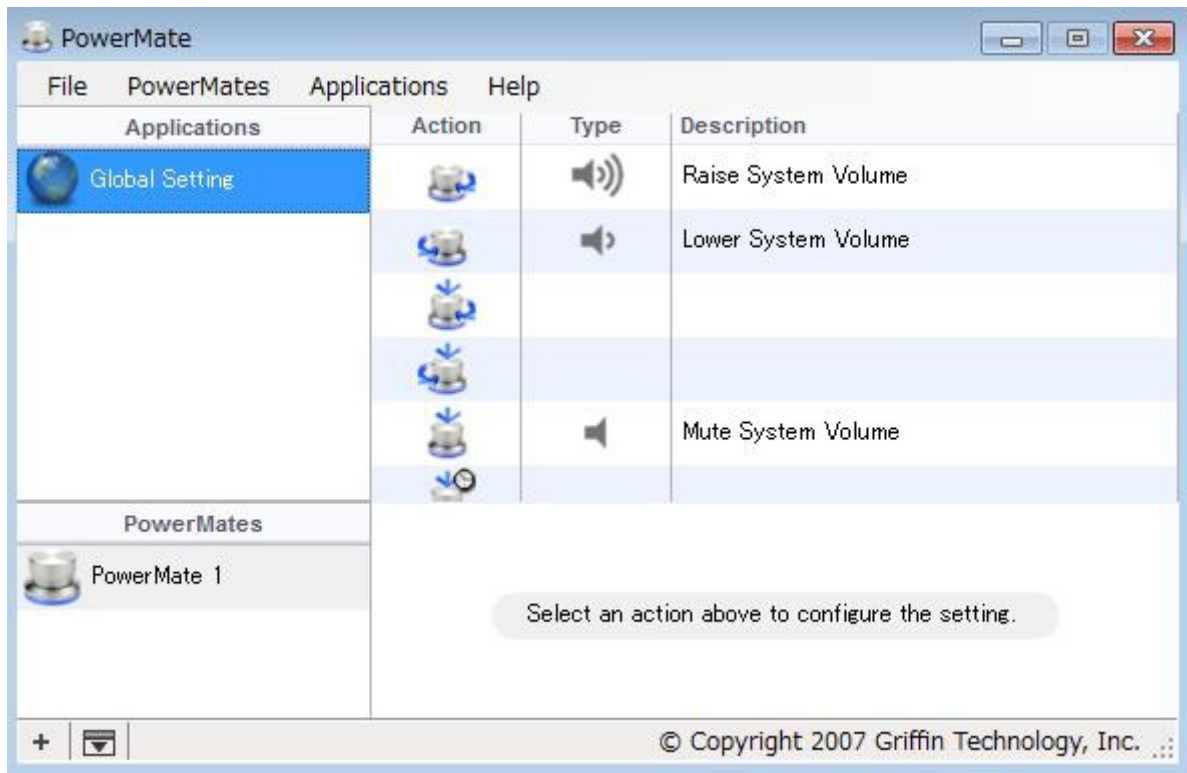 PowerMate
File PowerMates Applications Help
Applications Action Type Description
Global Setting Raise System Volume
Lower System Volume
Mute System Volume
PowerMates
PowerMate 1
Select an action above to configure the setting.
+ © Copyright 2007 Griffin Technology, Inc.